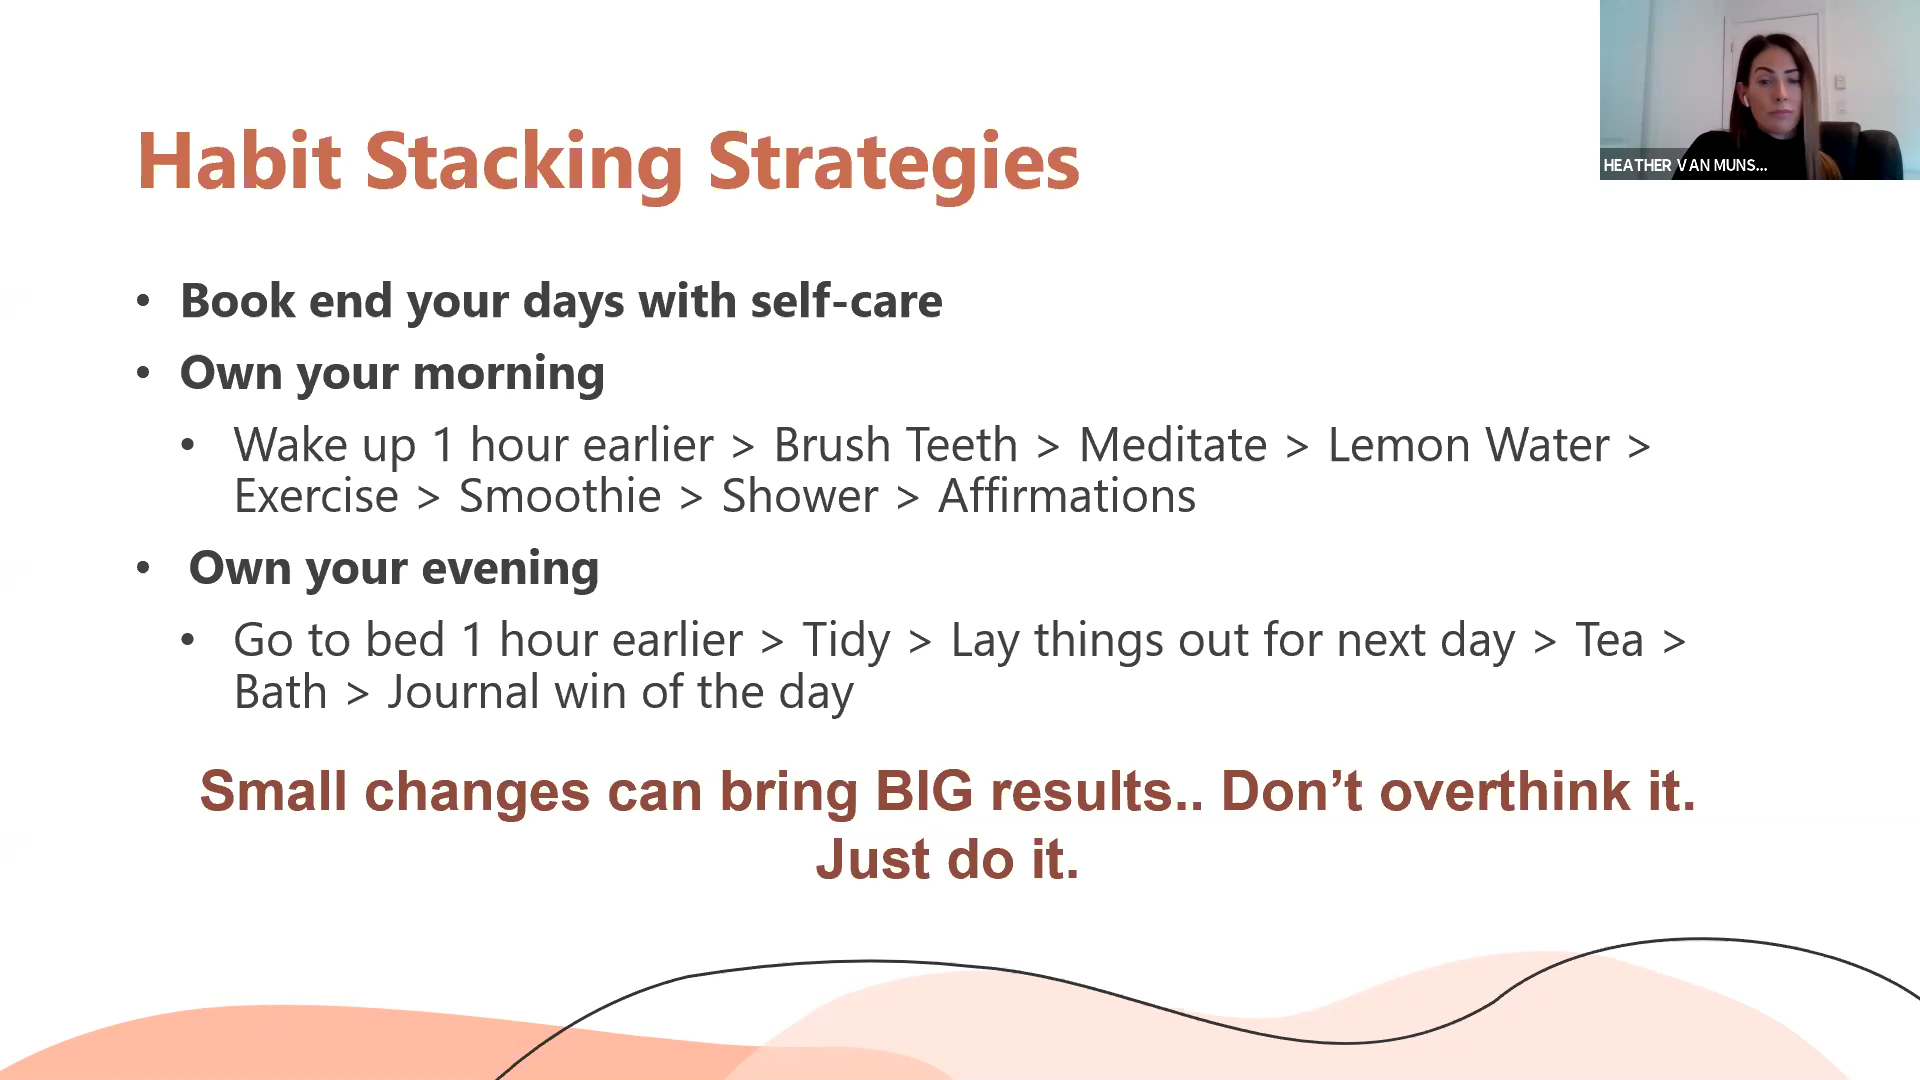 HEATHER VAN MUNS...
Habit Stacking Strategies
• Book end your days with self-care
• Own your morning
• Wake up 1 hour earlier > Brush Teeth > Meditate > Lemon Water >
Exercise > Smoothie > Shower > Affirmations
• Own your evening
• Go to bed 1 hour earlier > Tidy > Lay things out for next day > Tea >
Bath > Journal win of the day
Small changes can bring BIG results.. Don’t overthink it.
Just do it.